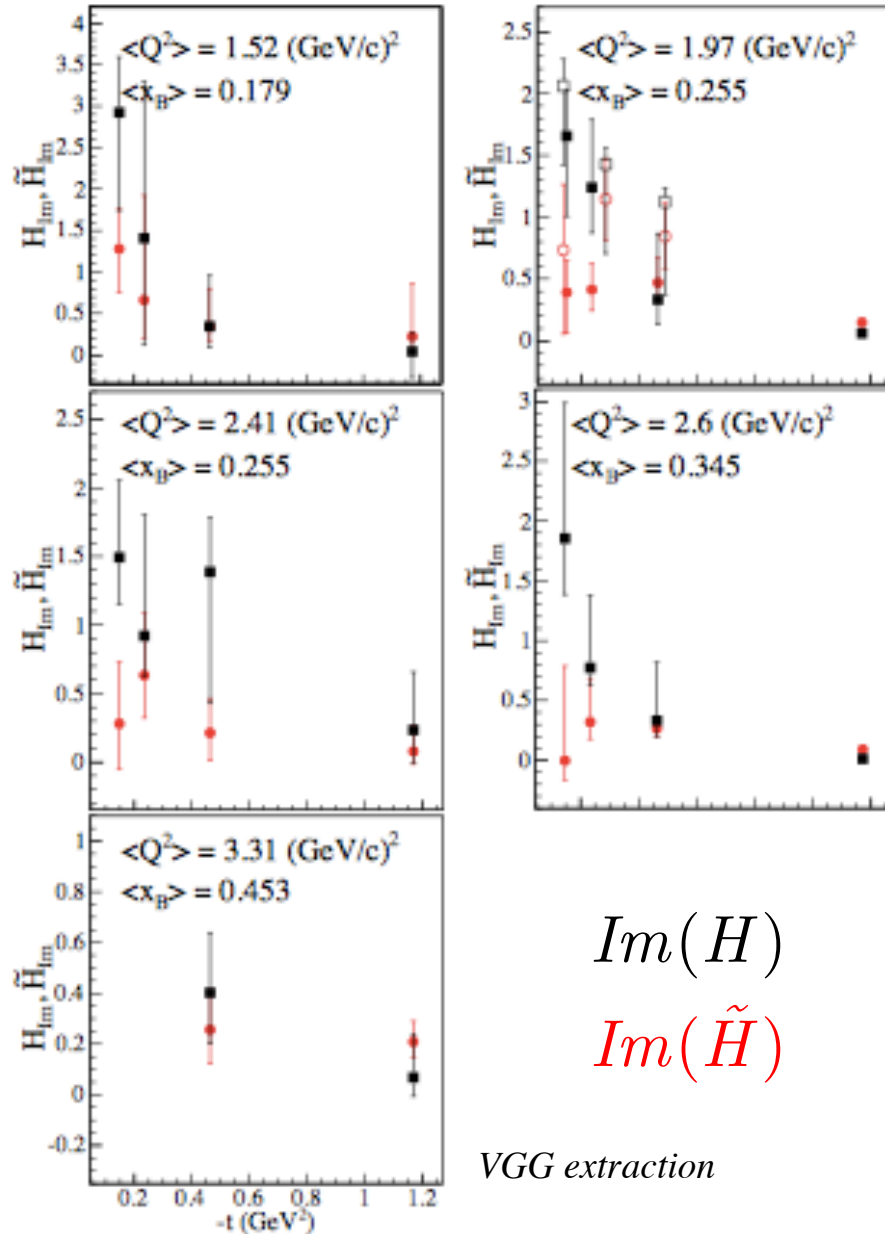 <Q²> = 1.52 (GeV/c)²
<x_B> = 0.179
H_Im, H̃_Im
4
3.5
3
2.5
2
1.5
1
0.5
0
<Q²> = 1.97 (GeV/c)²
<x_B> = 0.255
H_Im, H̃_Im
2.5
2
1.5
1
0.5
0
<Q²> = 2.41 (GeV/c)²
<x_B> = 0.255
H_Im, H̃_Im
2.5
2
1.5
1
0.5
0
<Q²> = 2.6 (GeV/c)²
<x_B> = 0.345
H_Im, H̃_Im
3
2.5
2
1.5
1
0.5
0
<Q²> = 3.31 (GeV/c)²
<x_B> = 0.453
H_Im, H̃_Im
1
0.8
0.6
0.4
0.2
0
-0.2
0.2 0.4 0.6 0.8 1 1.2
-t (GeV²)
Im(H)
Im(H̃)
VGG extraction